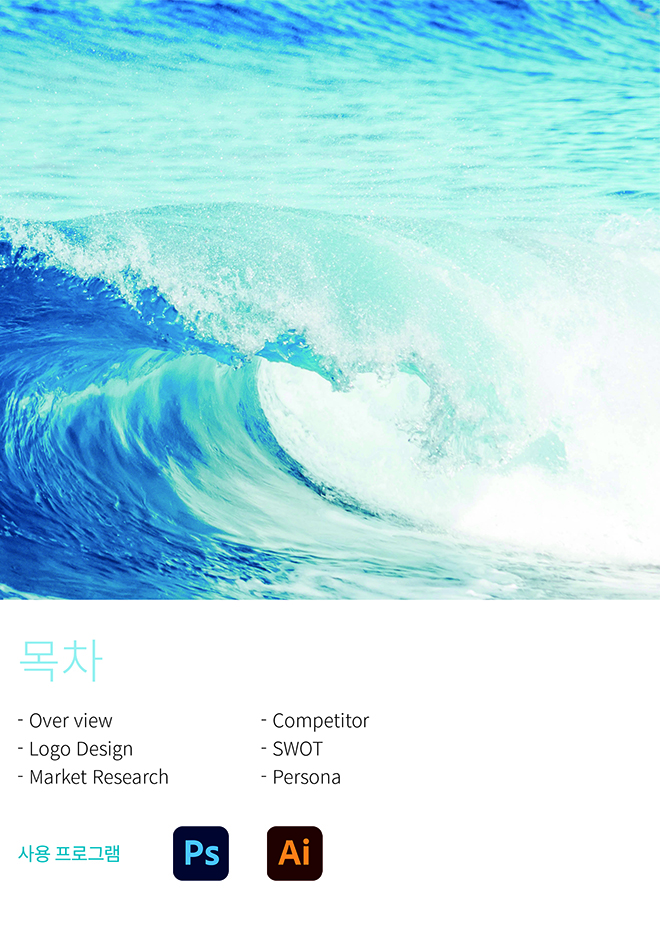 목차
- Over view
- Logo Design
- Market Research
- Competitor
- SWOT
- Persona
사용 프로그램
Ps
Ai